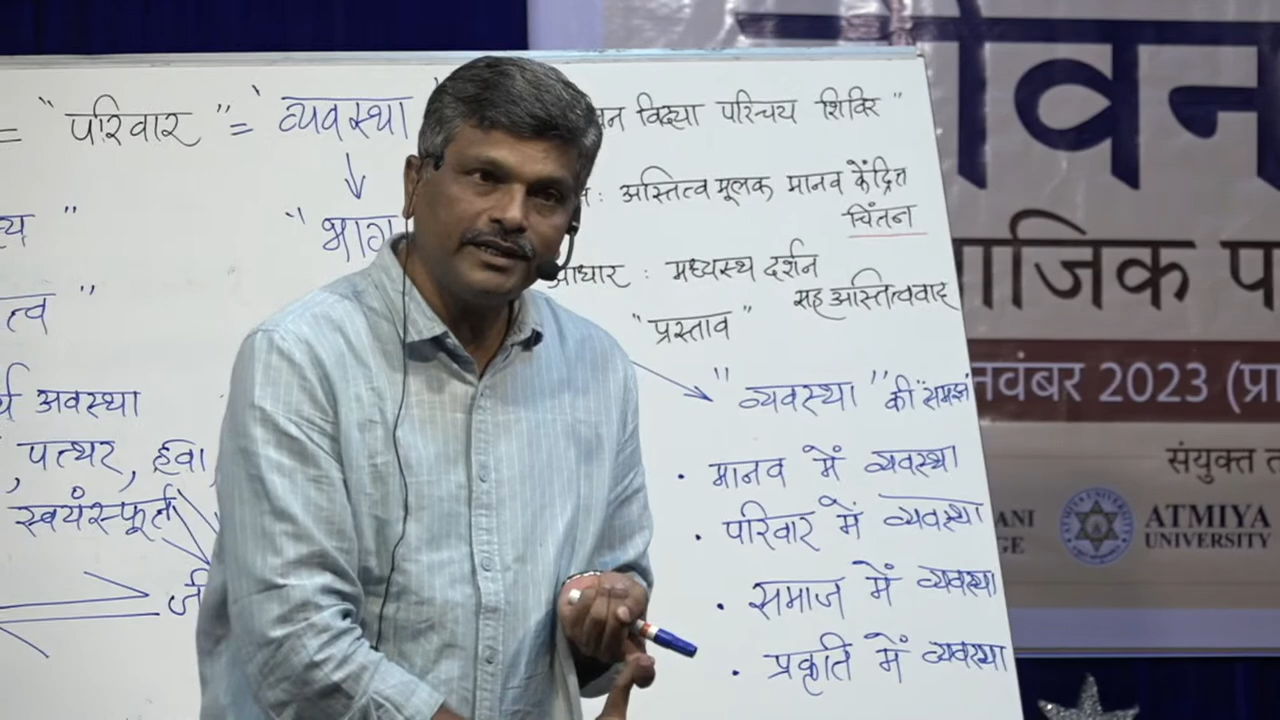 = "परिवार" = 'व्यवस्था'
"भाग
"
त्व "
अवस्था
, पत्थर, हवा,
स्वयंस्फूर्त
जी
विद्या परिचय शिविर"
: अस्तित्व मूलक मानव केंद्रित
चिंतन
आधार : मध्यस्थ दर्शन
सह अस्तित्ववाद
"प्रस्ताव"
"व्यवस्था" की "समझ
· मानव में व्यवस्था
· परिवार में व्यवस्था
· समाज में व्यवस्था
· प्रकृति में व्यवस्था
जीवन
नवंबर 2023
संयुक्त
ATMIYA
UNIVERSITY